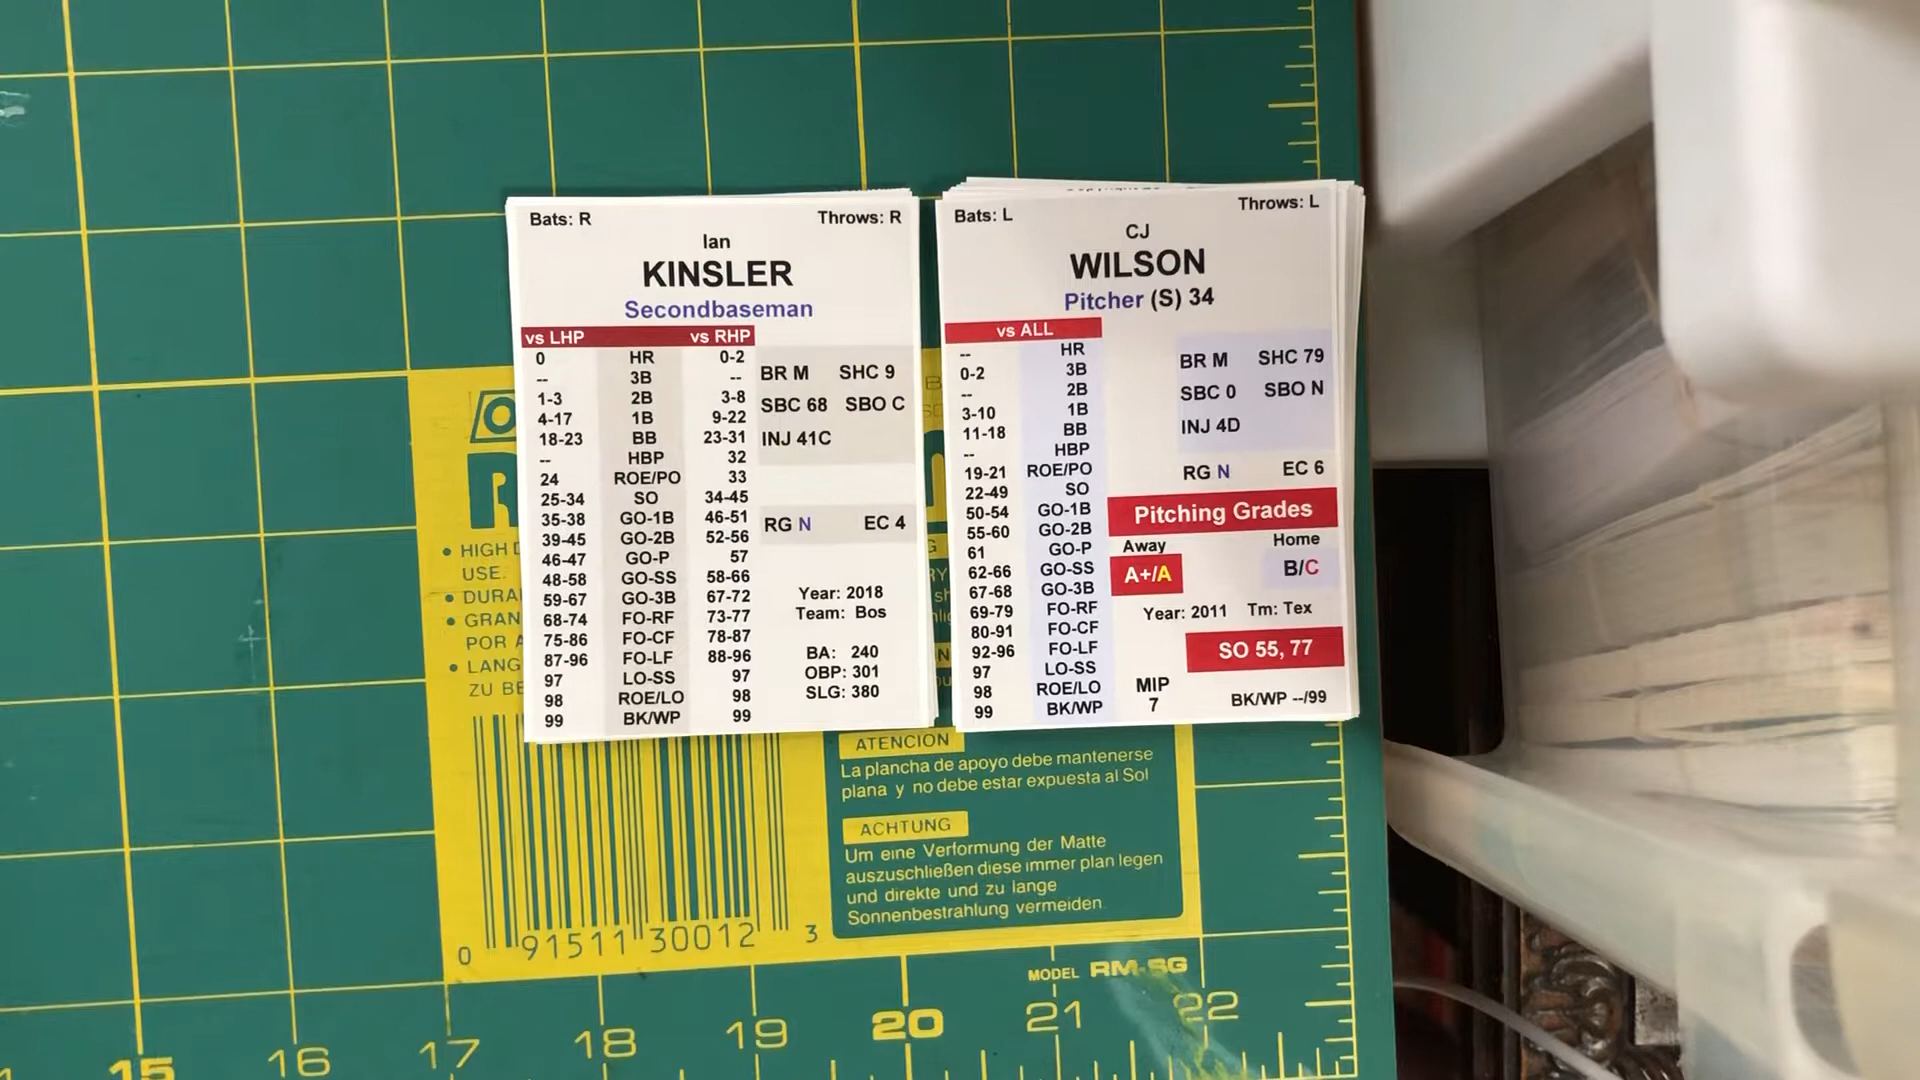 Bats: R Throws: R
Ian
KINSLER
Secondbaseman
vs LHP vs RHP
0 HR 0-2
-- 3B --
1-3 2B 3-8
4-17 1B 9-22
18-23 BB 23-31
-- HBP 32
24 ROE/PO 33
25-34 SO 34-45
35-38 GO-1B 46-51
39-45 GO-2B 52-56
46-47 GO-P 57
48-58 GO-SS 58-66
59-67 GO-3B 67-72
68-74 FO-RF 73-77
75-86 FO-CF 78-87
87-96 FO-LF 88-96
97 LO-SS 97
98 ROE/LO 98
99 BK/WP 99
BR M SHC 9
SBC 68 SBO C
INJ 41C
RG N EC 4
Year: 2018
Team: Bos
BA: 240
OBP: 301
SLG: 380
Bats: L Throws: L
CJ
WILSON
Pitcher (S) 34
vs ALL
-- HR
0-2 3B
-- 2B
3-10 1B
11-18 BB
-- HBP
19-21 ROE/PO
22-49 SO
50-54 GO-1B
55-60 GO-2B
61 GO-P
62-66 GO-SS
67-68 GO-3B
69-79 FO-RF
80-91 FO-CF
92-96 FO-LF
97 LO-SS
98 ROE/LO
99 BK/WP
BR M SHC 79
SBC 0 SBO N
INJ 4D
RG N EC 6
Pitching Grades
Away Home
A+/A B/C
Year: 2011 Tm: Tex
SO 55, 77
MIP
7
BK/WP --/99
HIGH
USE.
GRAN
POR
ZU
ATENCION
La plancha de apoyo debe mantenerse
plana y no debe estar expuesta al Sol
ACHTUNG
Um eine Verformung der Matte
auszuschließen diese immer plan legen
und direkte und zu lange
Sonnenbestrahlung vermeiden.
0 91511 30012 3
MODEL RM-SG
15 16 17 18 19 20 21 22